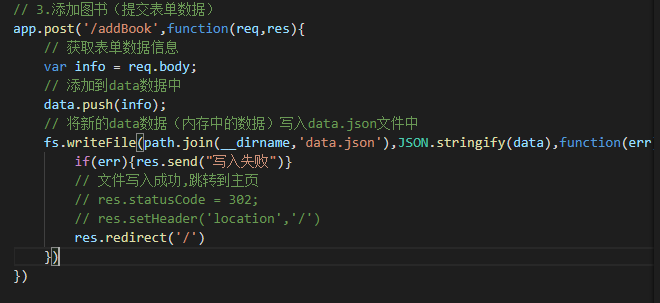 // 3.添加图书（提交表单数据）
app.post('/addBook',function(req,res){
// 获取表单数据信息
var info = req.body;
// 添加到data数据中
data.push(info);
// 将新的data数据（内存中的数据）写入data.json文件中
fs.writeFile(path.join(__dirname,'data.json'),JSON.stringify(data),function(err
if(err){res.send("写入失败")}
// 文件写入成功,跳转到主页
// res.statusCode = 302;
// res.setHeader('location','/')
res.redirect('/')
})
})